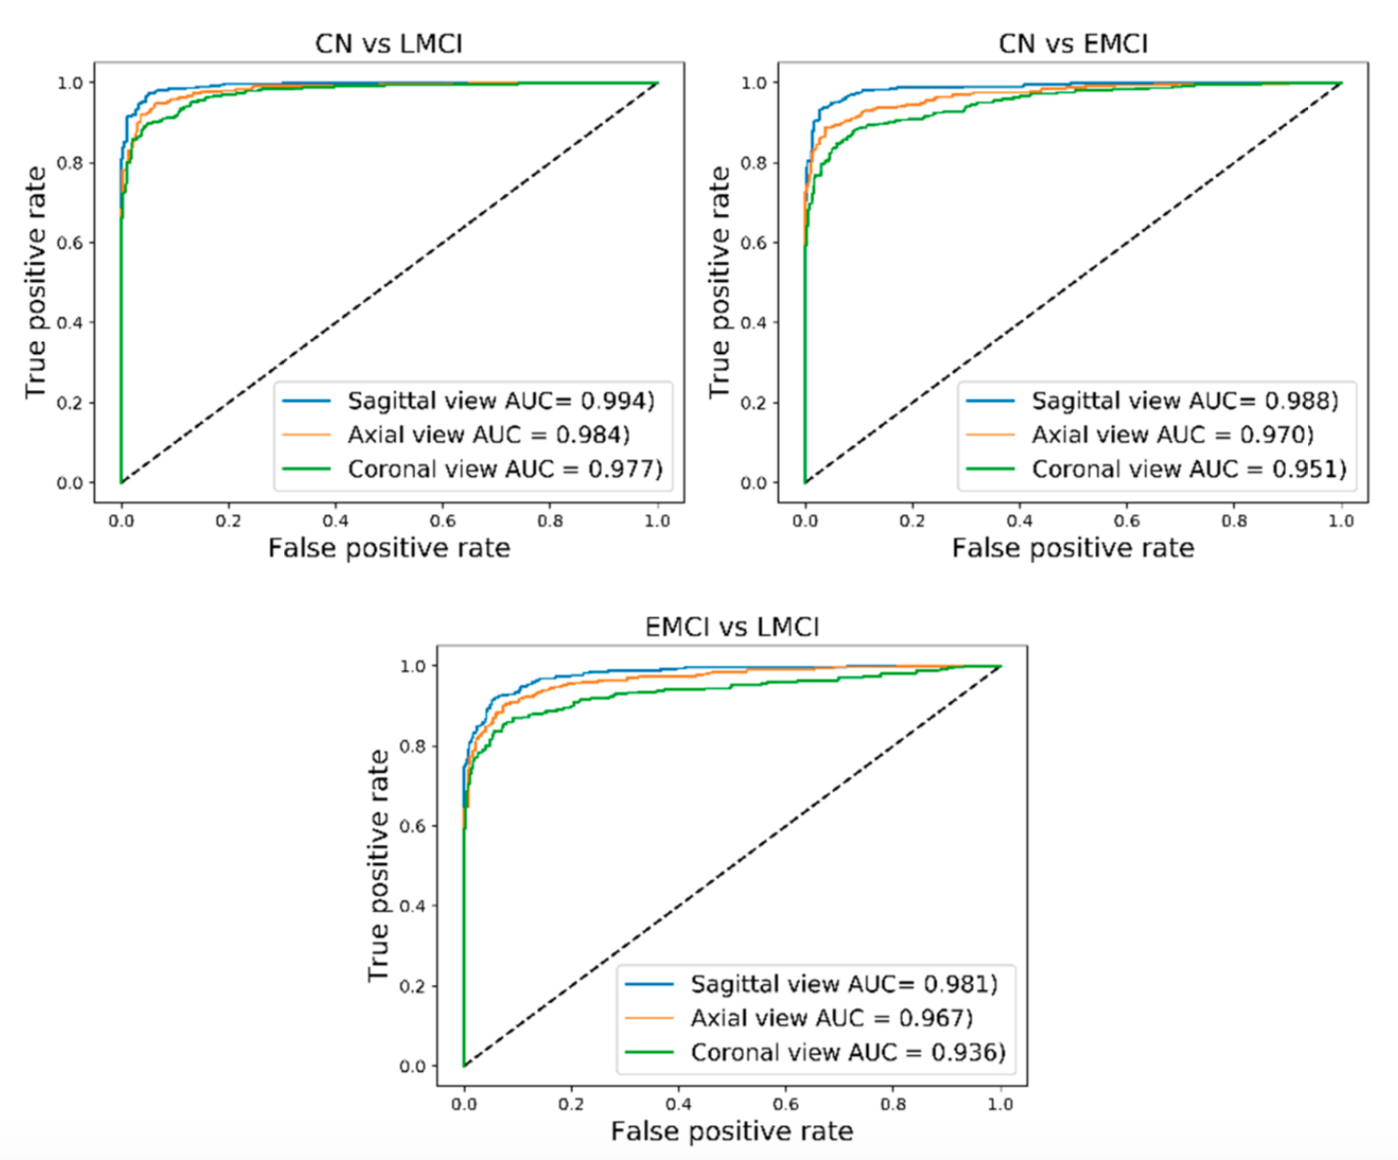 CN vs LMCI
True positive rate
1.0
0.8
0.6
0.4
0.2
0.0
Sagittal view AUC= 0.994)
Axial view AUC = 0.984)
Coronal view AUC = 0.977)
0.0 0.2 0.4 0.6 0.8 1.0
False positive rate
CN vs EMCI
True positive rate
1.0
0.8
0.6
0.4
0.2
0.0
Sagittal view AUC= 0.988)
Axial view AUC = 0.970)
Coronal view AUC = 0.951)
0.0 0.2 0.4 0.6 0.8 1.0
False positive rate
EMCI vs LMCI
True positive rate
1.0
0.8
0.6
0.4
0.2
0.0
Sagittal view AUC= 0.981)
Axial view AUC = 0.967)
Coronal view AUC = 0.936)
0.0 0.2 0.4 0.6 0.8 1.0
False positive rate